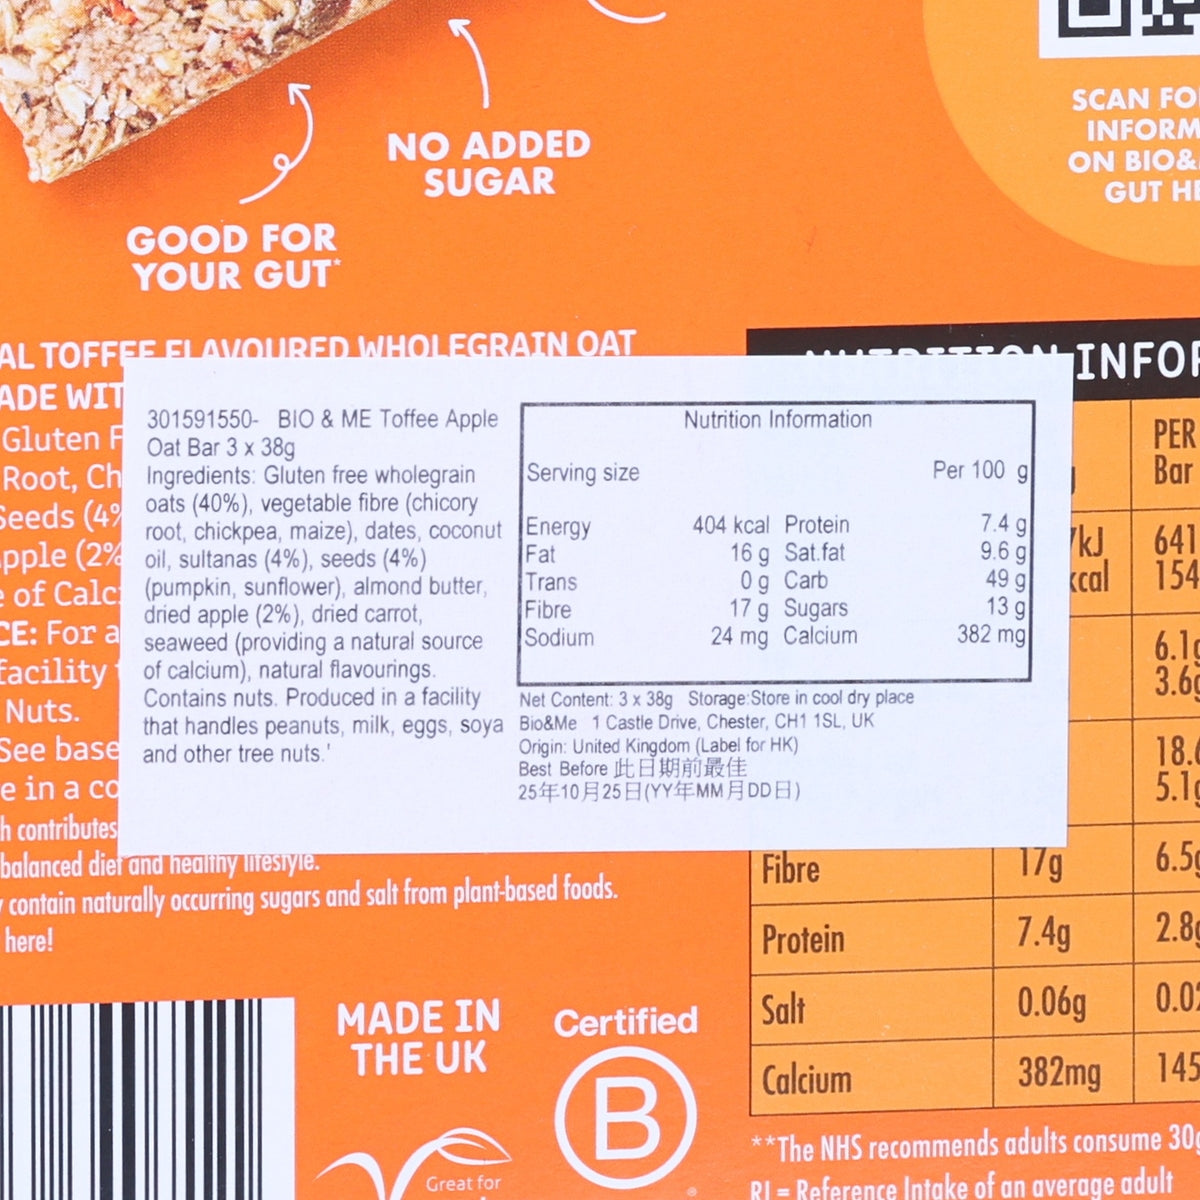 NO ADDED
SUGAR
GOOD FOR
YOUR GUT*
SCAN
INFORM
ON BIO&
GUT
AL TOFFEE FLAVOURED WHOLEGRAIN OAT
ADE WIT
Gluten F
Root, Ch
Seeds (4%
pple (2%
e of Calc
CE: For a
facility
Nuts.
See base
e in a co
h contributes
balanced diet and healthy lifestyle.
contain naturally occurring sugars and salt from plant-based foods.
here!
301591550- BIO & ME Toffee Apple
Oat Bar 3 x 38g
Ingredients: Gluten free wholegrain
oats (40%), vegetable fibre (chicory
root, chickpea, maize), dates, coconut
oil, sultanas (4%), seeds (4%)
(pumpkin, sunflower), almond butter,
dried apple (2%), dried carrot,
seaweed (providing a natural source
of calcium), natural flavourings.
Contains nuts. Produced in a facility
that handles peanuts, milk, eggs, soya
and other tree nuts.'
Nutrition Information
Serving size Per 100 g
Energy 404 kcal Protein 7.4 g
Fat 16 g Sat.fat 9.6 g
Trans 0 g Carb 49 g
Fibre 17 g Sugars 13 g
Sodium 24 mg Calcium 382 mg
Net Content: 3 x 38g Storage:Store in cool dry place
Bio&Me 1 Castle Drive, Chester, CH1 1SL, UK
Origin: United Kingdom (Label for HK)
Best Before 此日期前最佳
25年10月25日(YY年MM月DD日)
NUTRITION INFOR
PER
Bar
/kJ 641
kcal 154
6.1g
3.6g
18.6
5.1g
Fibre 17g 6.5g
Protein 7.4g 2.8g
Salt 0.06g 0.02
Calcium 382mg 145
**The NHS recommends adults consume 30g
RI = Reference Intake of an average adult
MADE IN
THE UK
Certified
B
Great for